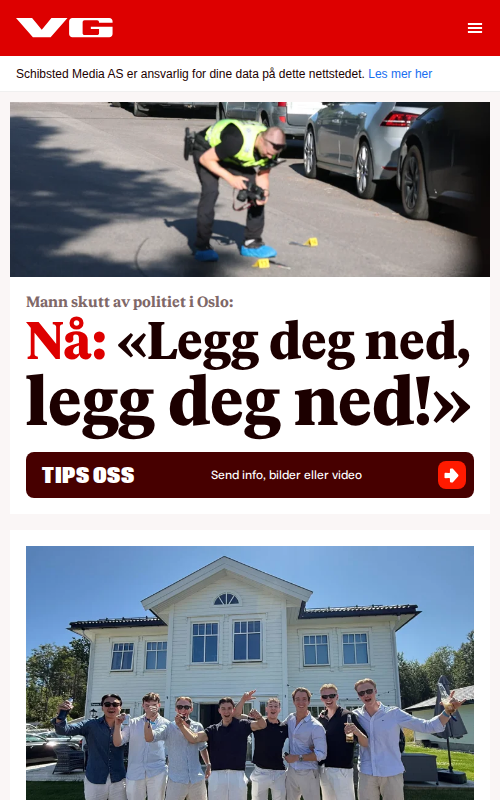 VG
Schibsted Media AS er ansvarlig for dine data på dette nettstedet. Les mer her
Mann skutt av politiet i Oslo:
Nå: «Legg deg ned,
legg deg ned!»
TIPS OSS
Send info, bilder eller video